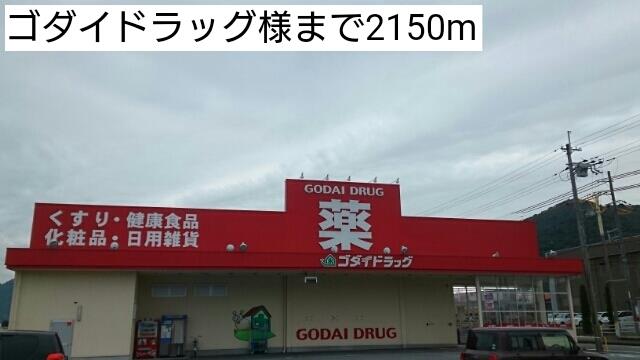 ゴダイドラッグ様まで2150m
GODAI DRUG
薬
ゴダイドラッグ
くすり・健康食品
化粧品・日用雑貨
GODAI DRUG